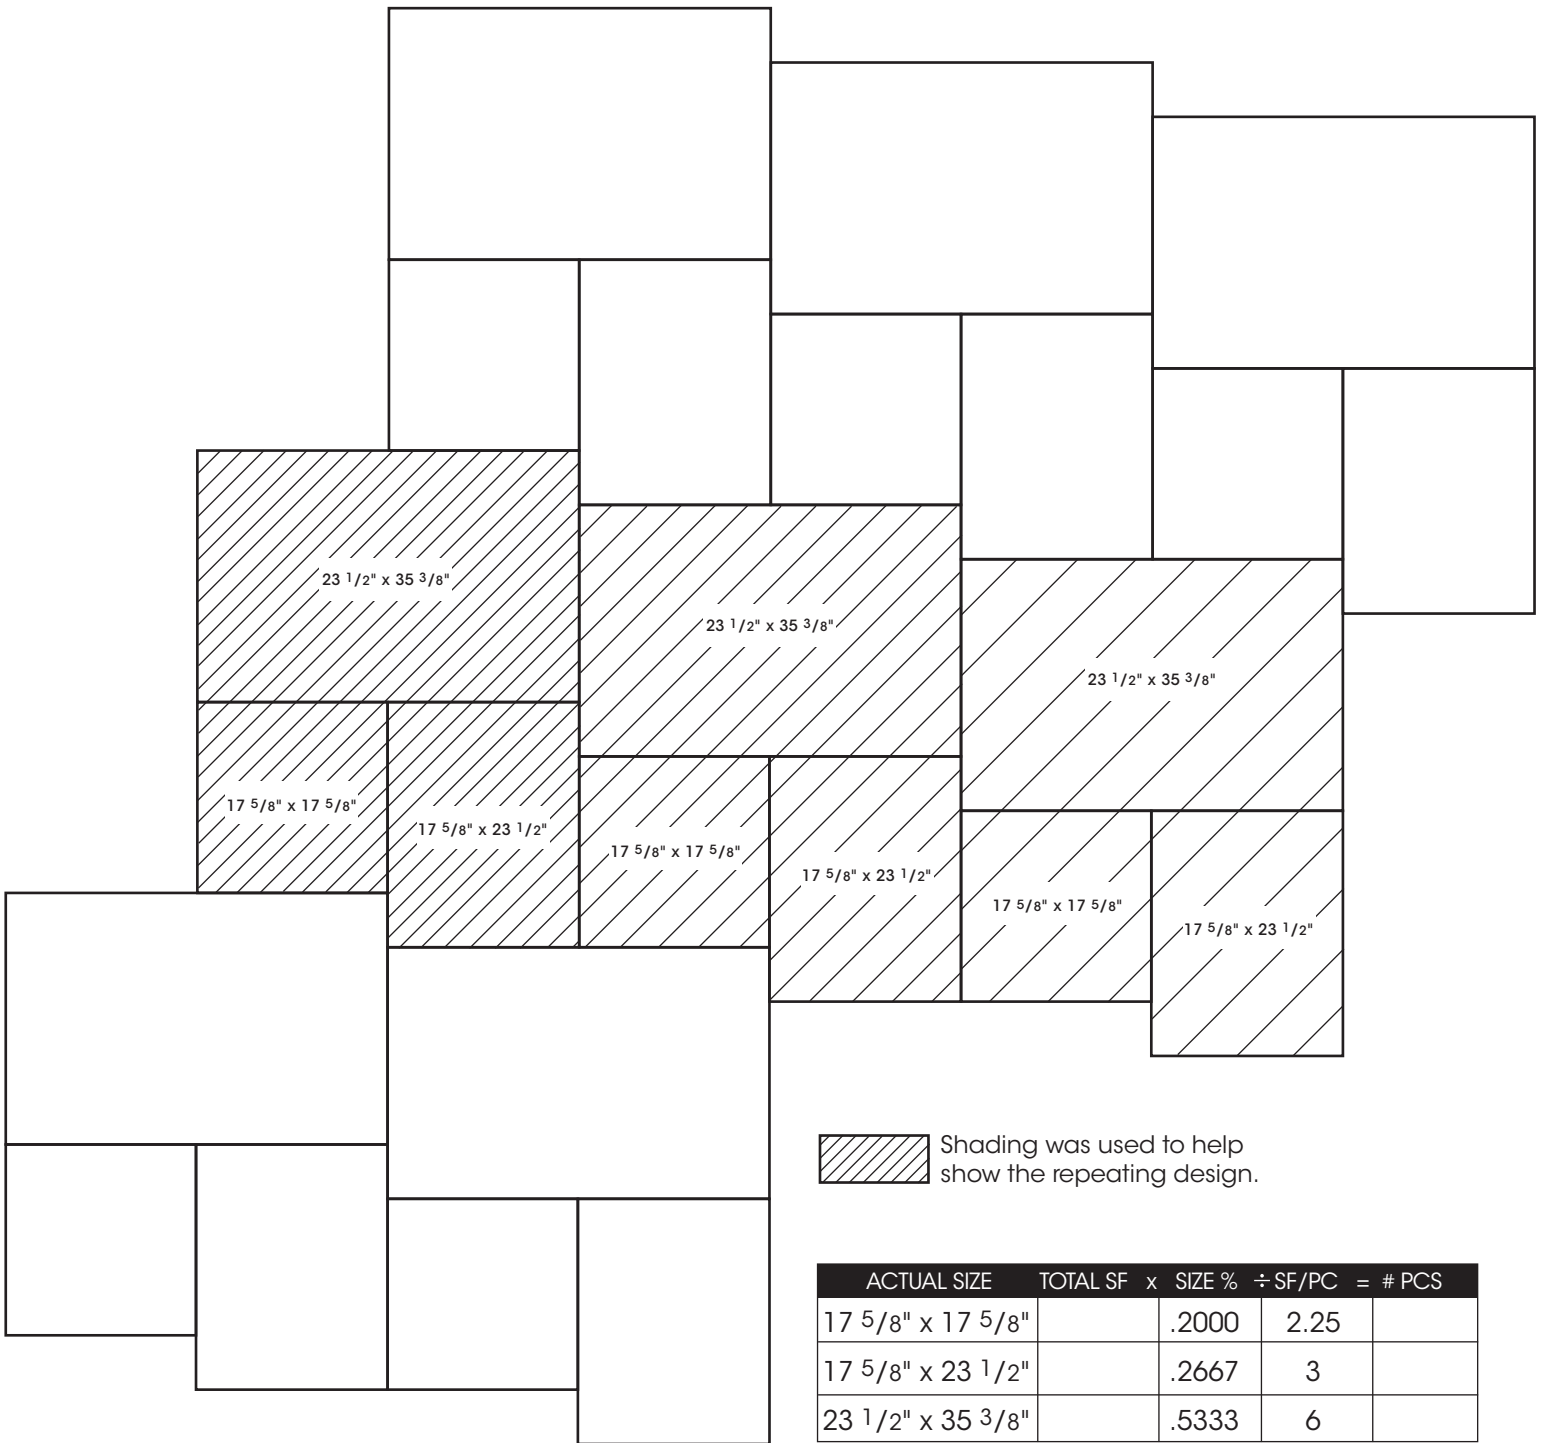 23 1/2" x 35 3/8"
23 1/2" x 35 3/8"
23 1/2" x 35 3/8"
17 5/8" x 17 5/8"
17 5/8" x 23 1/2"
17 5/8" x 17 5/8"
17 5/8" x 23 1/2"
17 5/8" x 17 5/8"
17 5/8" x 23 1/2"
Shading was used to help
show the repeating design.
ACTUAL SIZE TOTAL SF x SIZE % ÷ SF/PC = # PCS
17 5/8" x 17 5/8" .2000 2.25
17 5/8" x 23 1/2" .2667 3
23 1/2" x 35 3/8" .5333 6